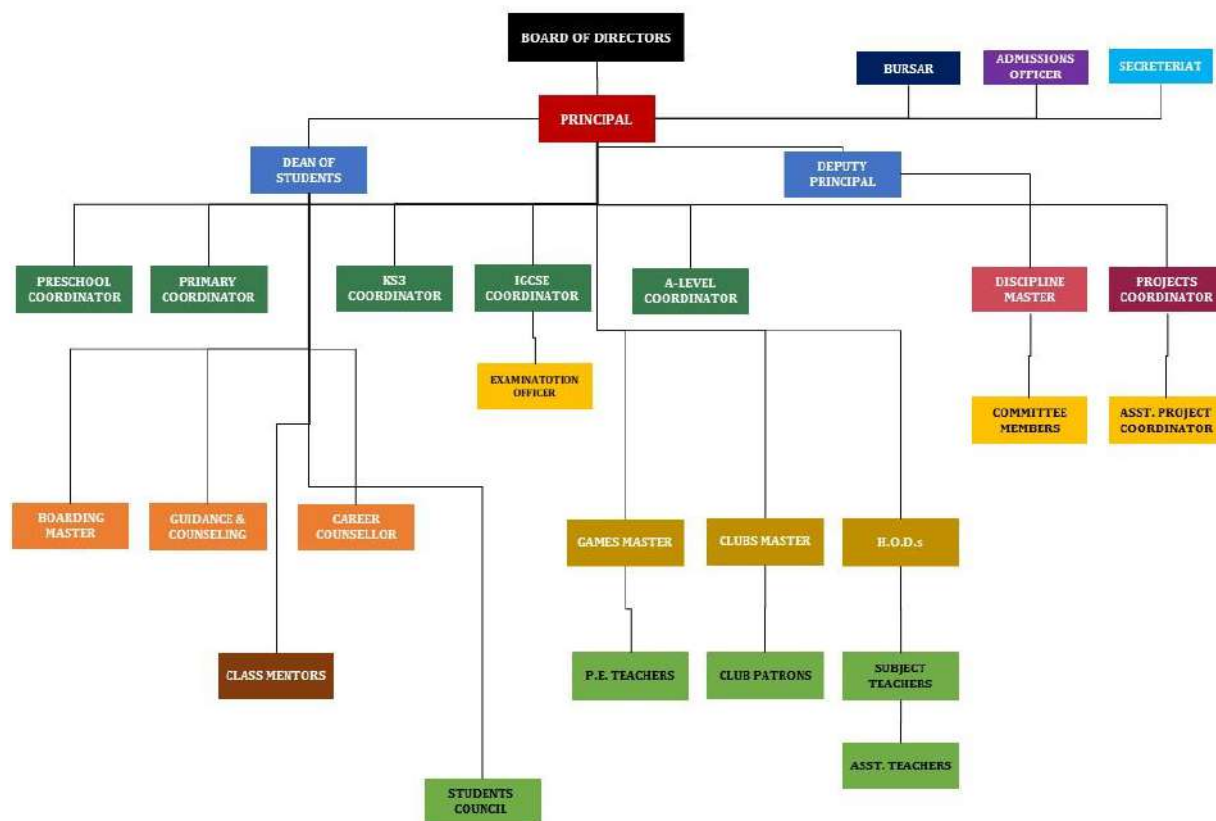 BOARD OF DIRECTORS
BURSAR
ADMISSIONS
OFFICER
SECRETERIAT
PRINCIPAL
DEAN OF
STUDENTS
DEPUTY
PRINCIPAL
PRESCHOOL
COORDINATOR
PRIMARY
COORDINATOR
KS3
COORDINATOR
IGCSE
COORDINATOR
A-LEVEL
COORDINATOR
DISCIPLINE
MASTER
PROJECTS
COORDINATOR
EXAMINATOTION
OFFICER
COMMITTEE
MEMBERS
ASST. PROJECT
COORDINATOR
BOARDING
MASTER
GUIDANCE &
COUNSELING
CAREER
COUNSELLOR
GAMES MASTER
CLUBS MASTER
H.O.D.s
CLASS MENTORS
P.E. TEACHERS
CLUB PATRONS
SUBJECT
TEACHERS
ASST. TEACHERS
STUDENTS
COUNCIL